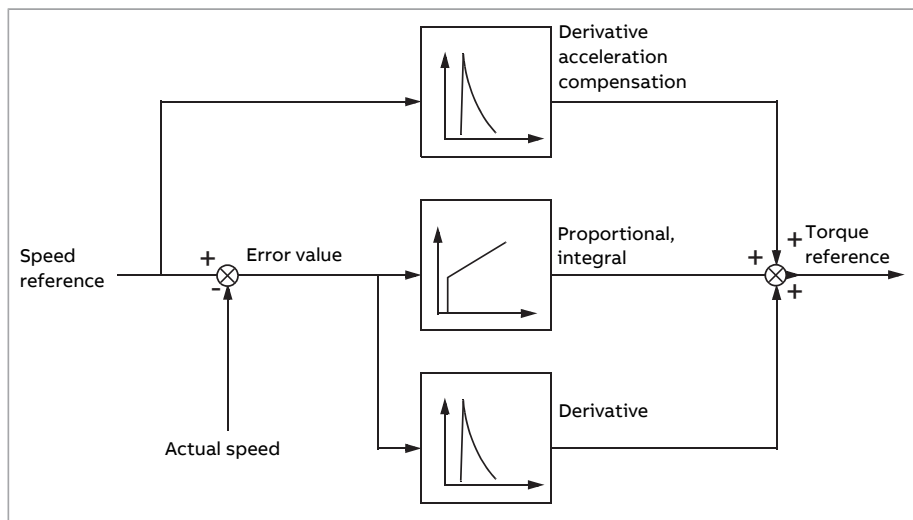 Derivative
acceleration
compensation
Speed
reference
+
-
Error value
Actual speed
Proportional,
integral
Derivative
+
+
+
Torque
reference